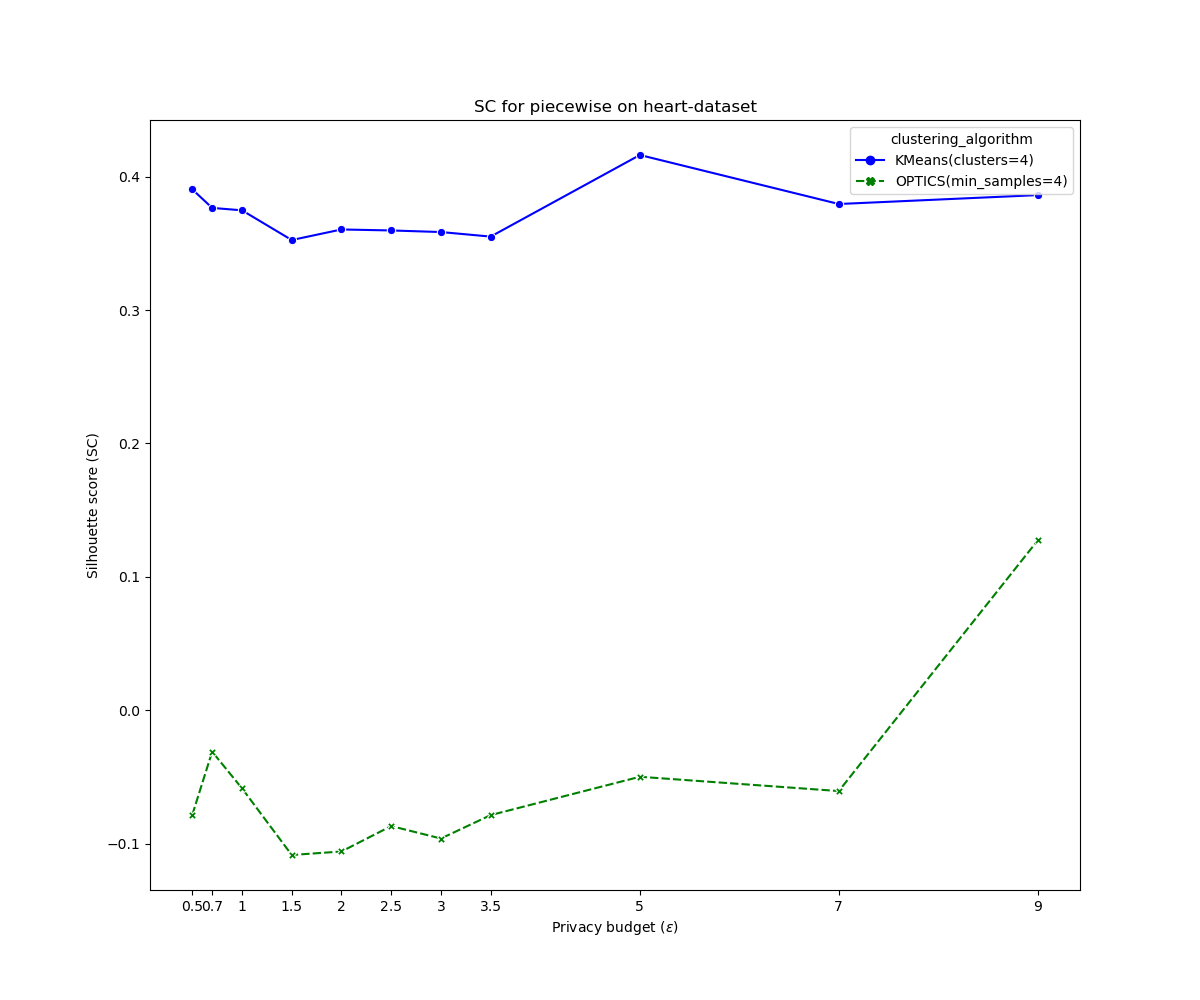 SC for piecewise on heart-dataset
clustering_algorithm
KMeans(clusters=4)
OPTICS(min_samples=4)
Silhouette score (SC)
0.4
0.3
0.2
0.1
0.0
−0.1
0.5 0.7 1 1.5 2 2.5 3 3.5 5 7 9
Privacy budget (ε)